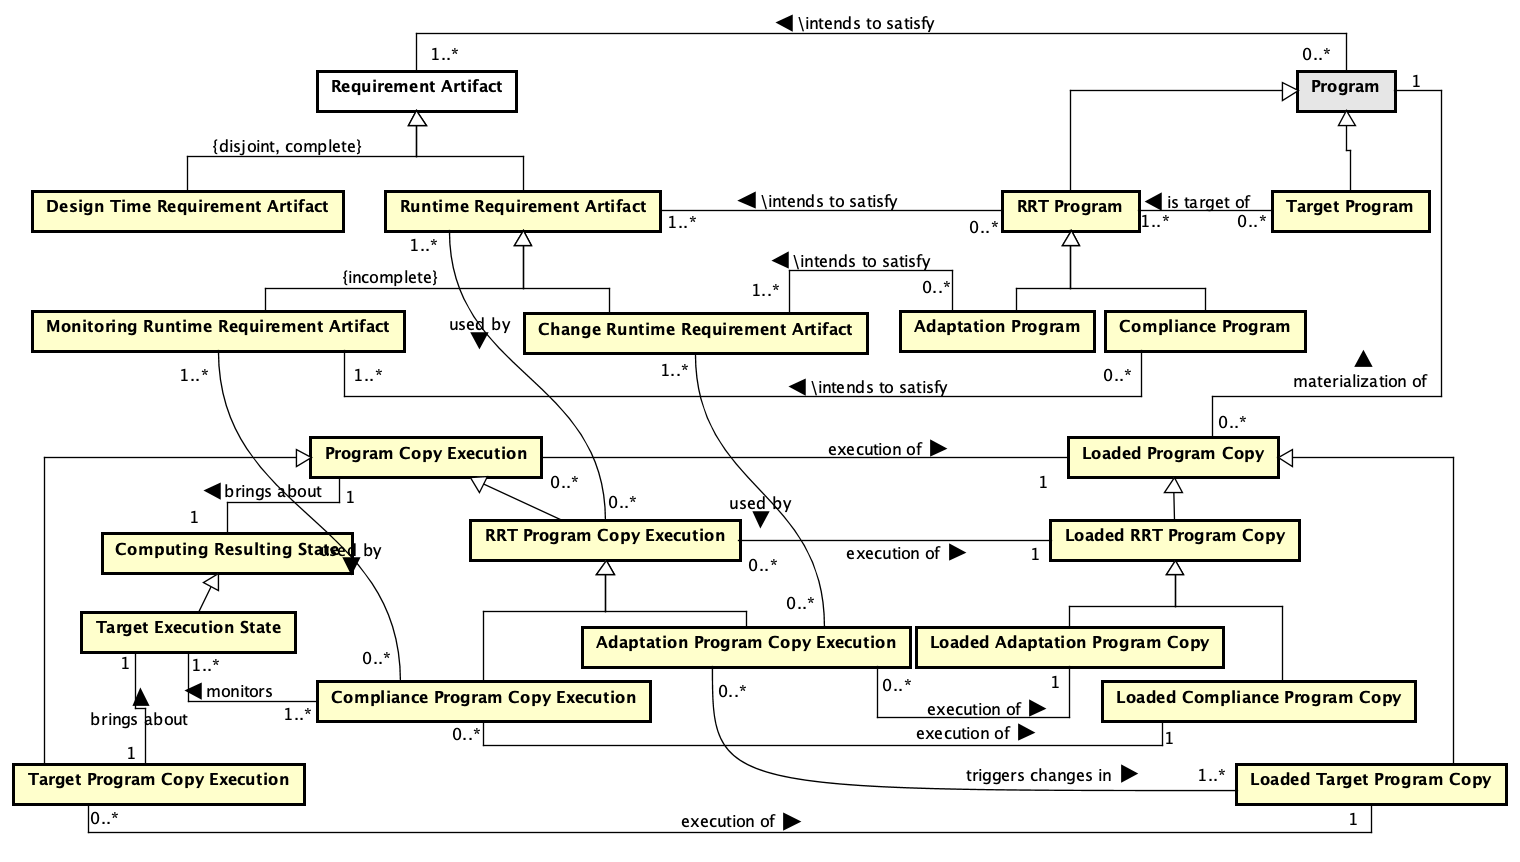 \intends to satisfy
1..*
0..*
Requirement Artifact
Program
1
{disjoint, complete}
Design Time Requirement Artifact
Runtime Requirement Artifact
\intends to satisfy
1..*
0..*
RRT Program
is target of
1..*
0..*
Target Program
1..*
{incomplete}
\intends to satisfy
1..*
0..*
Monitoring Runtime Requirement Artifact
used by
Change Runtime Requirement Artifact
Adaptation Program
Compliance Program
1..*
1..*
1..*
0..*
\intends to satisfy
materialization of
0..*
Program Copy Execution
execution of
Loaded Program Copy
0..*
1
brings about
1
1
0..*
used by
Computing Resulting State
used by
RRT Program Copy Execution
execution of
0..*
1
Loaded RRT Program Copy
0..*
Target Execution State
Adaptation Program Copy Execution
Loaded Adaptation Program Copy
1
1..*
0..*
monitors
1..*
Compliance Program Copy Execution
0..*
0..*
1
execution of
Loaded Compliance Program Copy
brings about
0..*
execution of
1
1
Target Program Copy Execution
triggers changes in
1..*
Loaded Target Program Copy
0..*
execution of
1